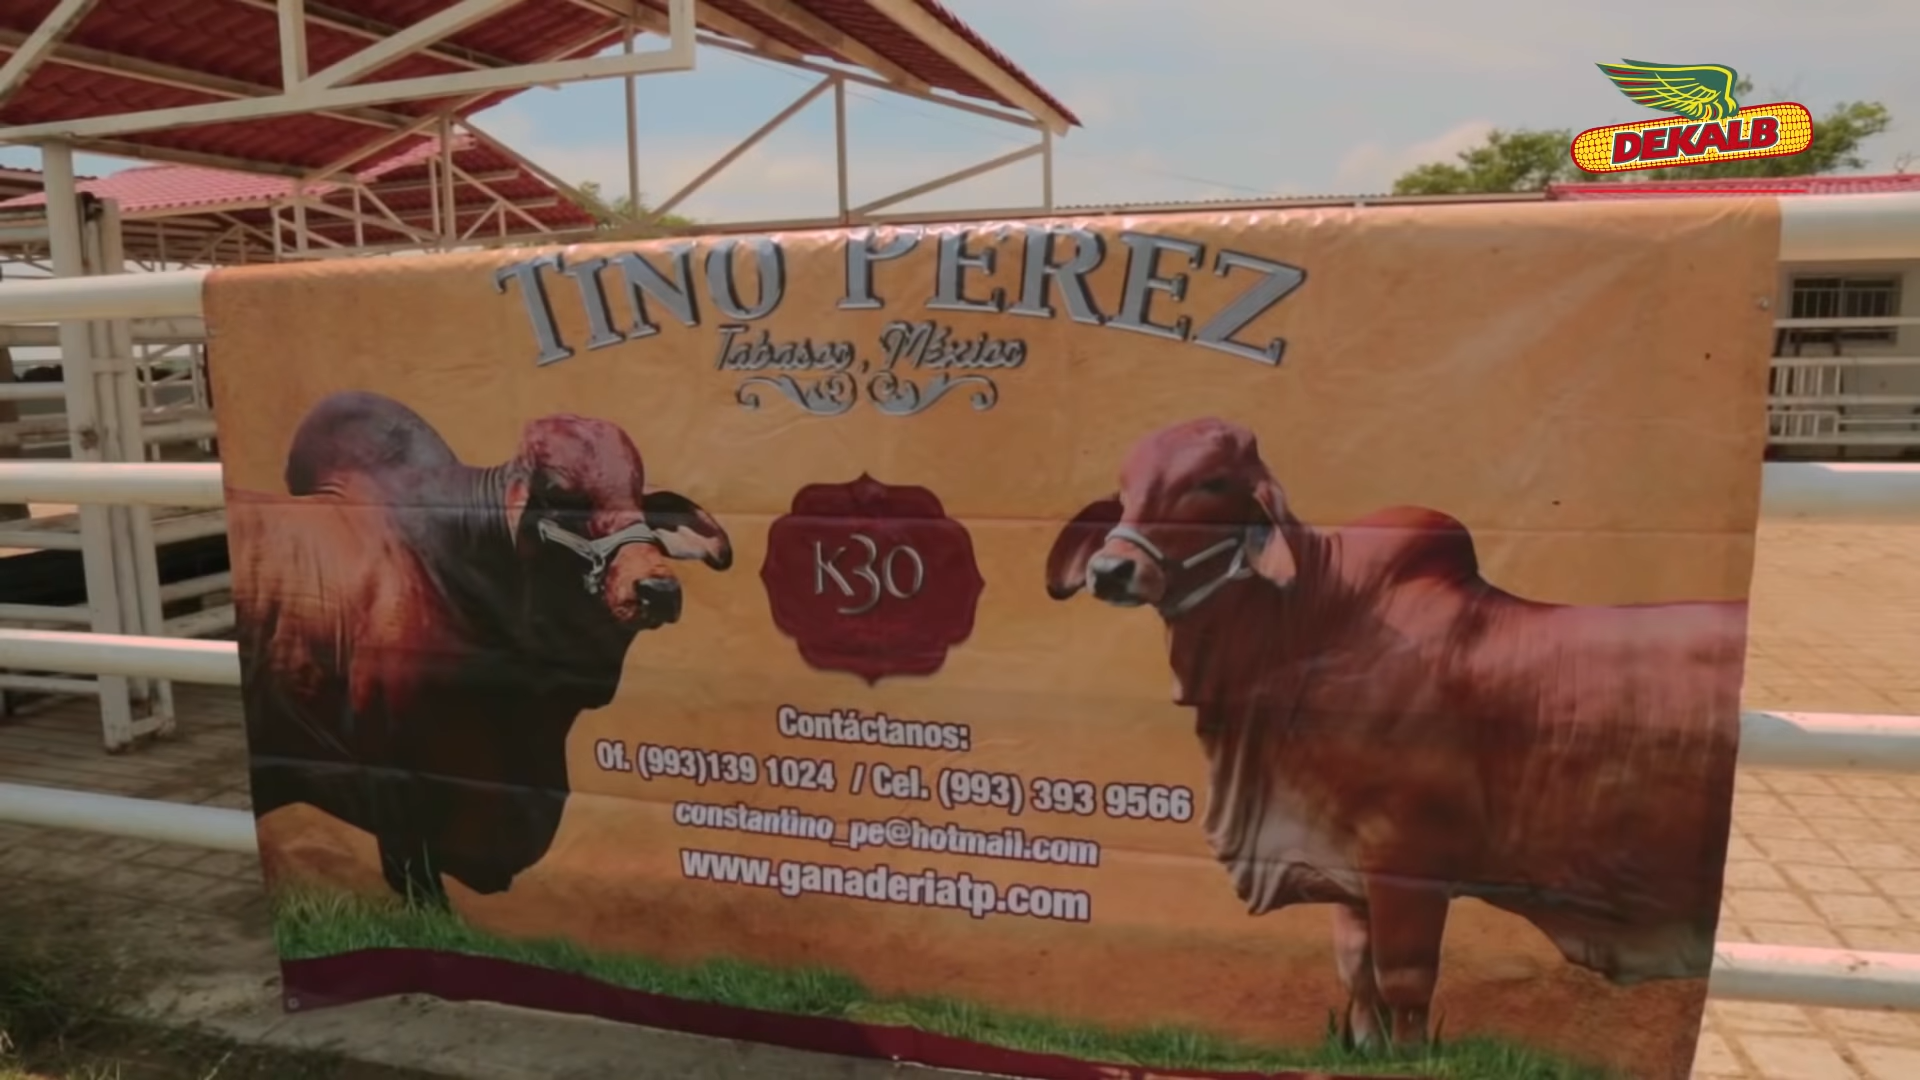 DEKALB
TINO PEREZ
Tabasco, México
K30
Contáctanos:
Of. (993)139 1024 / Cel. (993) 393 9566
constantino_pe@hotmail.com
www.ganaderiatp.com